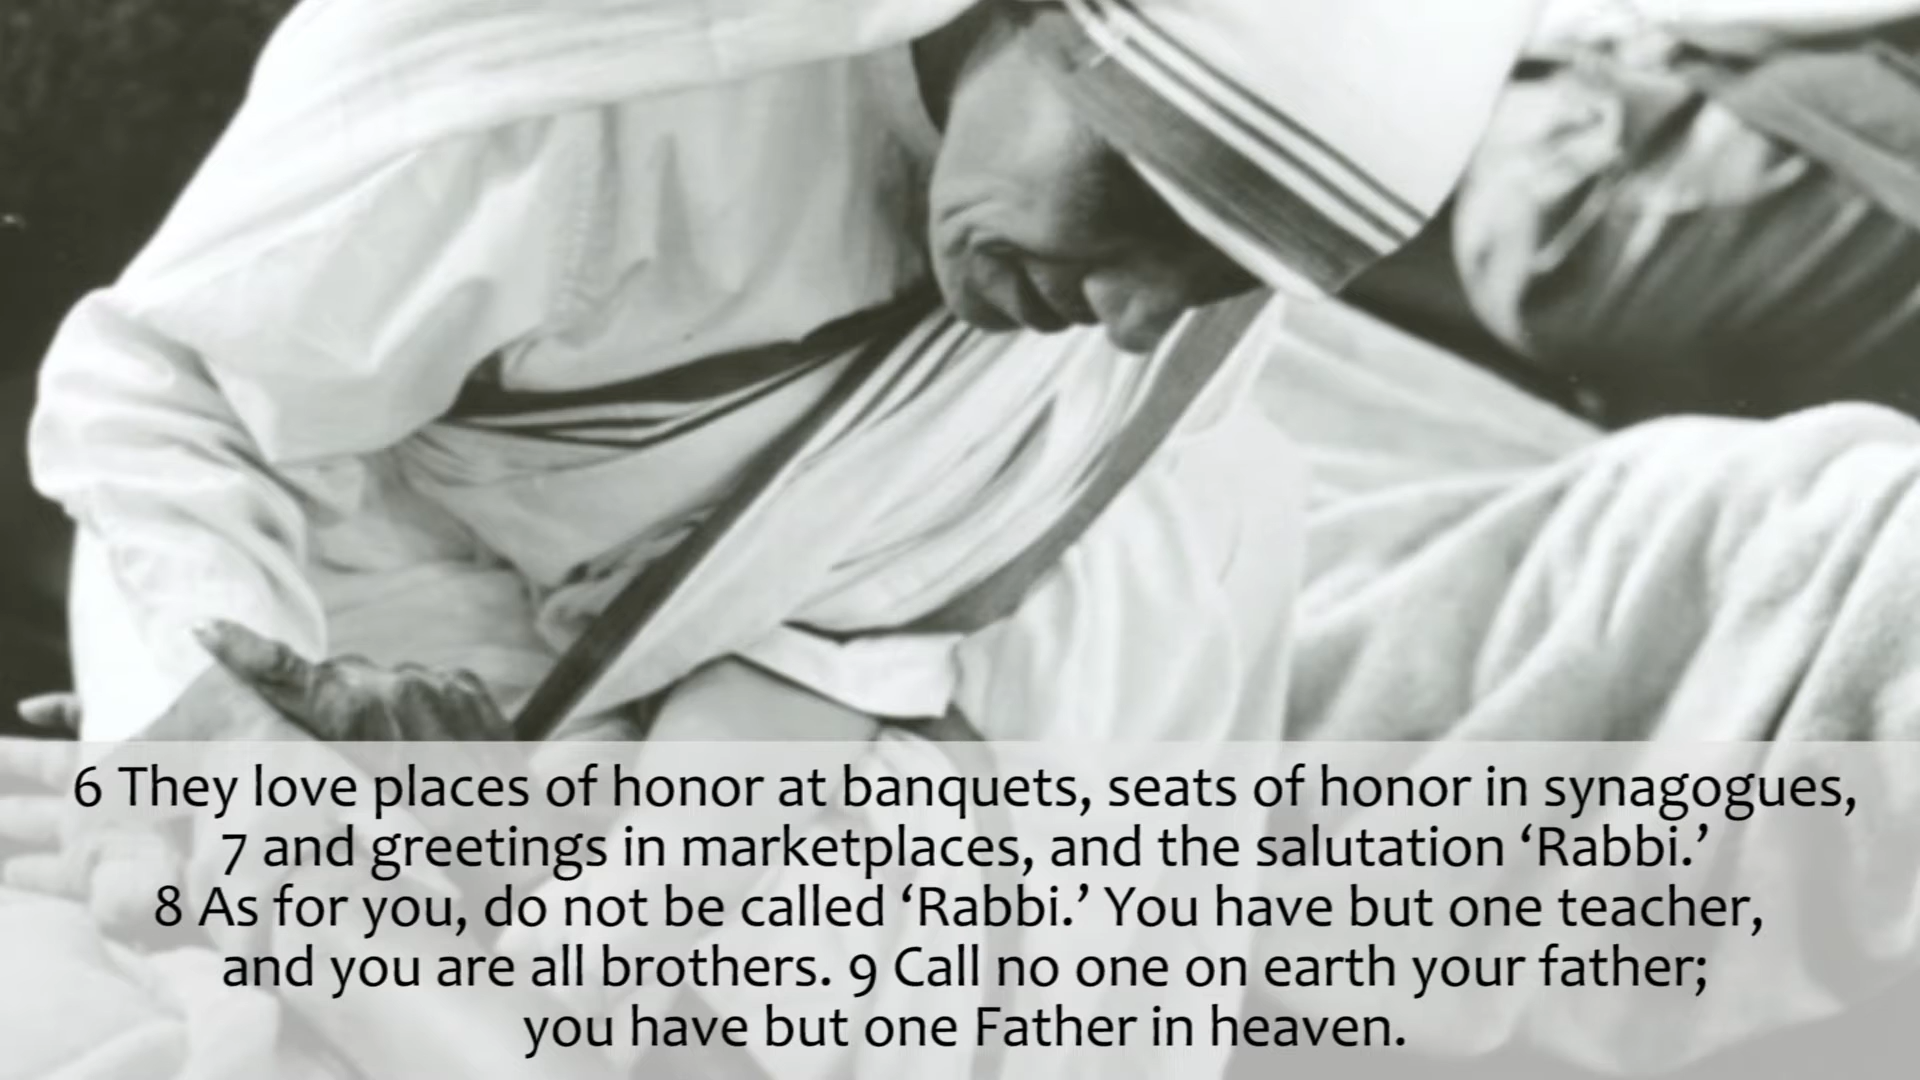 6 They love places of honor at banquets, seats of honor in synagogues,
7 and greetings in marketplaces, and the salutation ‘Rabbi.’
8 As for you, do not be called ‘Rabbi.’ You have but one teacher,
and you are all brothers. 9 Call no one on earth your father;
you have but one Father in heaven.